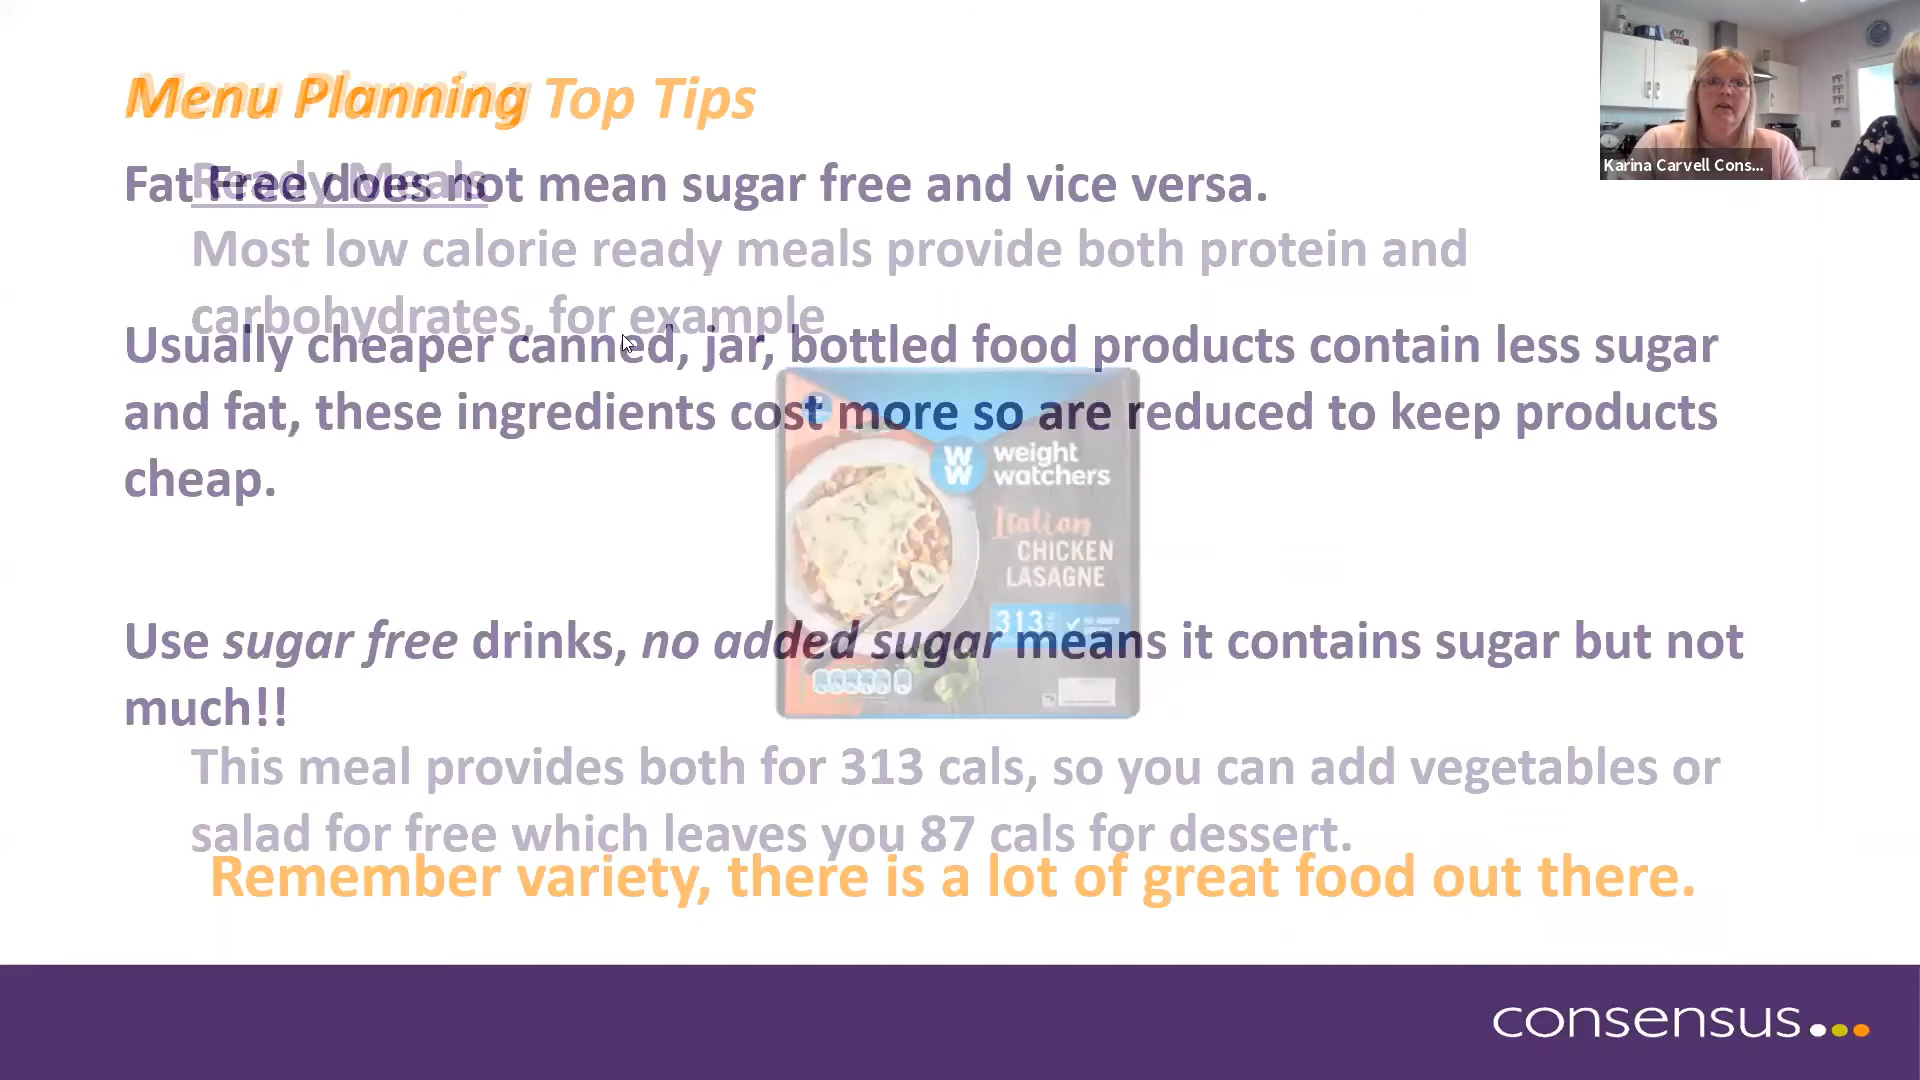 Menu Planning Top Tips
Menu Planning
Karina Carvell Cons...
Fat Free does not mean sugar free and vice versa.
Ready Meals
Most low calorie ready meals provide both protein and
carbohydrates, for example
Usually cheaper canned, jar, bottled food products contain less sugar
and fat, these ingredients cost more so are reduced to keep products
cheap.
WW
weight
watchers
Italian
CHICKEN
LASAGNE
313
Use sugar free drinks, no added sugar means it contains sugar but not
much!!
This meal provides both for 313 cals, so you can add vegetables or
salad for free which leaves you 87 cals for dessert.
Remember variety, there is a lot of great food out there.
consensus...